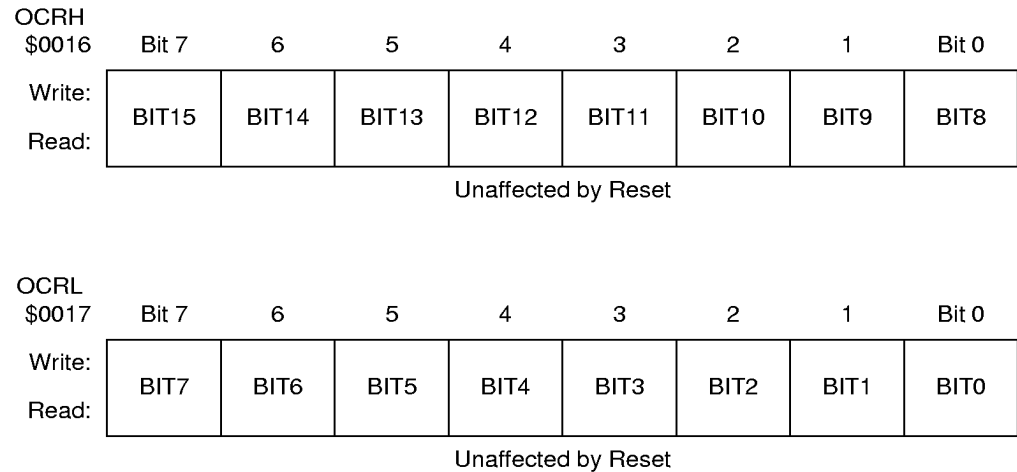 OCRH
$0016 Bit 7 6 5 4 3 2 1 Bit 0
Write:
BIT15 BIT14 BIT13 BIT12 BIT11 BIT10 BIT9 BIT8
Read:
Unaffected by Reset
OCRL
$0017 Bit 7 6 5 4 3 2 1 Bit 0
Write:
BIT7 BIT6 BIT5 BIT4 BIT3 BIT2 BIT1 BIT0
Read:
Unaffected by Reset